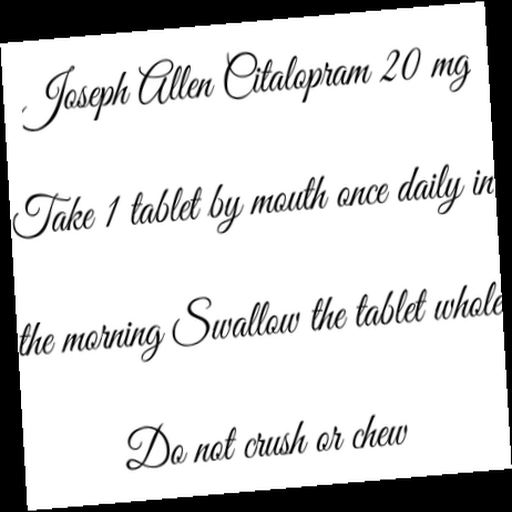 Joseph Allen Citalopram 20 mg
Take 1 tablet by mouth once daily in
the morning Swallow the tablet whole
Do not crush or chew